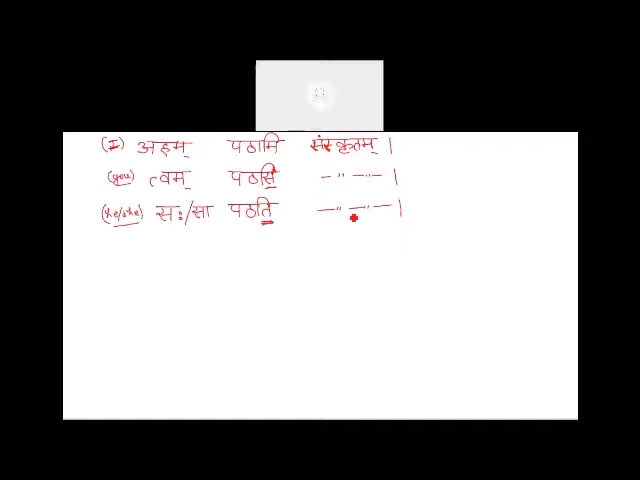 (I) अहम् पठामि संस्कृतम् |
(you) त्वम् पठसि — " — " — |
(he/she) सः/सा पठति — " — " — |